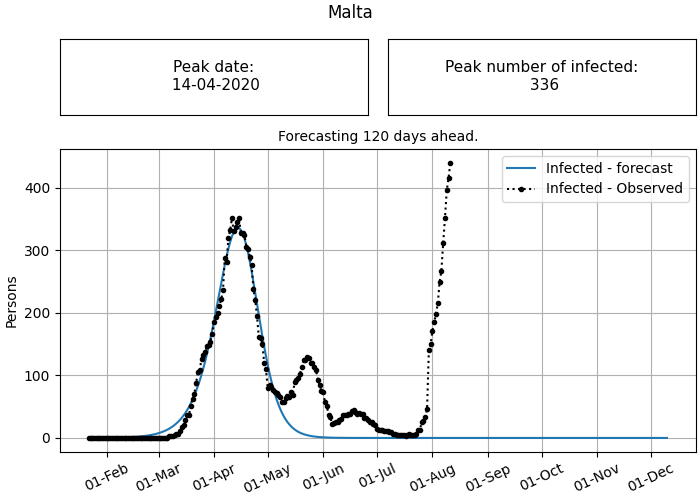 Malta
Peak date:
14-04-2020
Peak number of infected:
336
Forecasting 120 days ahead.
Infected - forecast
Infected - Observed
400
300
200
100
0
Persons
01-Feb
01-Mar
01-Apr
01-May
01-Jun
01-Jul
01-Aug
01-Sep
01-Oct
01-Nov
01-Dec